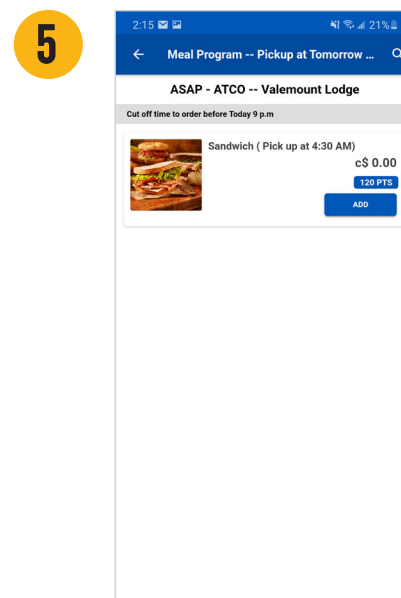 5
2:15 21%
Meal Program -- Pickup at Tomorrow ...
ASAP - ATCO -- Valemount Lodge
Cut off time to order before Today 9 p.m
Sandwich ( Pick up at 4:30 AM)
c$ 0.00
120 PTS
ADD